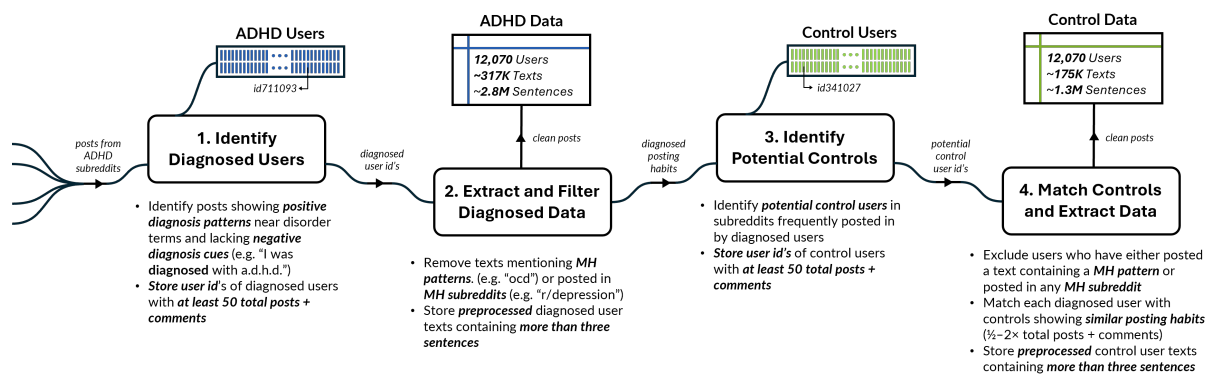 ADHD Users
id711093
posts from
ADHD
subreddits
1. Identify
Diagnosed Users
• Identify posts showing positive
diagnosis patterns near disorder
terms and lacking negative
diagnosis cues (e.g. “I was
diagnosed with a.d.h.d.”)
• Store user id’s of diagnosed users
with at least 50 total posts +
comments
diagnosed
user id’s
ADHD Data
12,070 Users
~317K Texts
~2.8M Sentences
clean posts
2. Extract and Filter
Diagnosed Data
• Remove texts mentioning MH
patterns. (e.g. “ocd”) or posted in
MH subreddits (e.g. “r/depression”)
• Store preprocessed diagnosed user
texts containing more than three
sentences
diagnosed
posting
habits
Control Users
id341027
3. Identify
Potential Controls
• Identify potential control users in
subreddits frequently posted in
by diagnosed users
• Store user id’s of control users
with at least 50 total posts +
comments
potential
control
user id’s
Control Data
12,070 Users
~175K Texts
~1.3M Sentences
clean posts
4. Match Controls
and Extract Data
• Exclude users who have either posted
a text containing a MH pattern or
posted in any MH subreddit
• Match each diagnosed user with
controls showing similar posting habits
(½–2× total posts + comments)
• Store preprocessed control user texts
containing more than three sentences